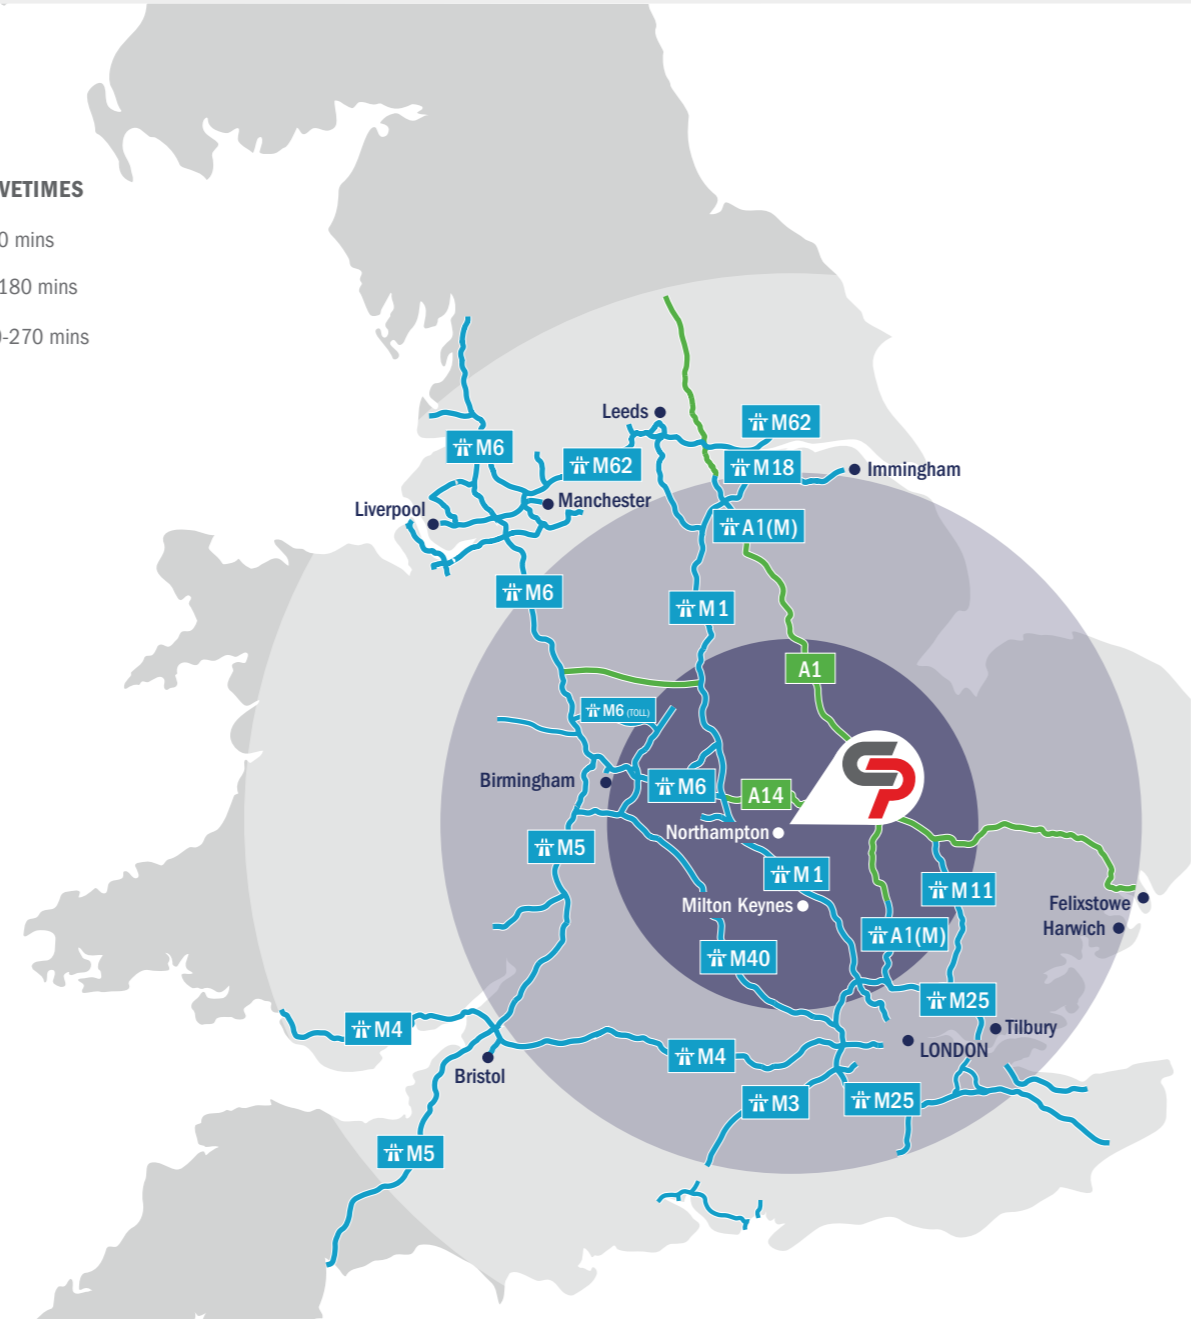 VETIMES
0 mins
180 mins
-270 mins
Leeds
M62
M6
M62
M18
Immingham
Liverpool
Manchester
A1(M)
M6
M1
A1
M6 (TOLL)
Birmingham
M6
A14
CP
Northampton
M5
M1
M11
Milton Keynes
Felixstowe
Harwich
A1(M)
M40
M25
M4
Tilbury
LONDON
M4
Bristol
M3
M25
M5